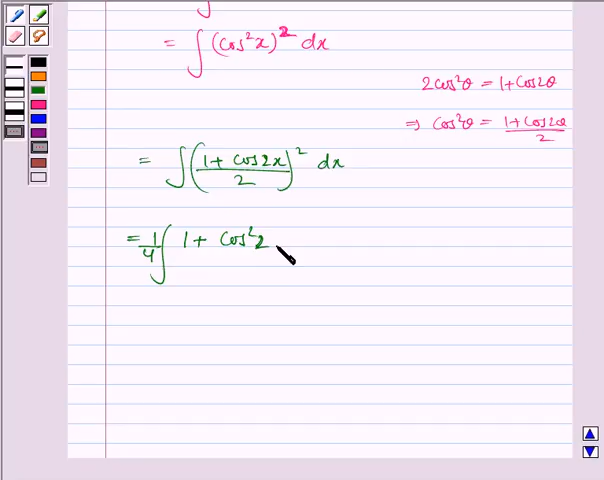 ∫
= ∫ (cos²x)² dx
2cos²θ = 1+cos2θ
⇒ cos²θ = (1+cos2θ)/2
= ∫ ((1 + cos2x)/2)² dx
= 1/4 ∫ 1 + cos²2